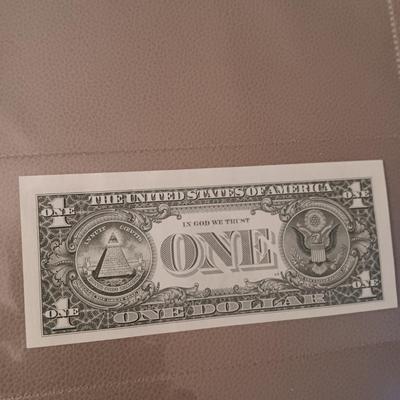 THE UNITED STATES OF AMERICA
1 ONE
1 ONE
IN GOD WE TRUST
ANNUIT COEPTIS
ONE
1 ONE
1 ONE
ONE DOLLAR